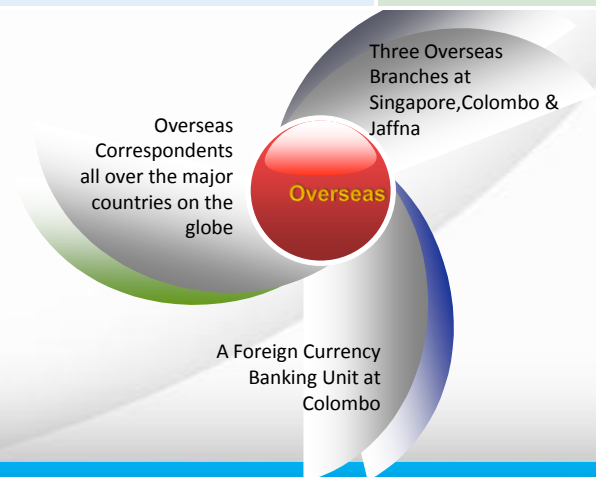 Three Overseas
Branches at
Singapore,Colombo &
Jaffna
Overseas
Correspondents
all over the major
countries on the
globe
Overseas
A Foreign Currency
Banking Unit at
Colombo